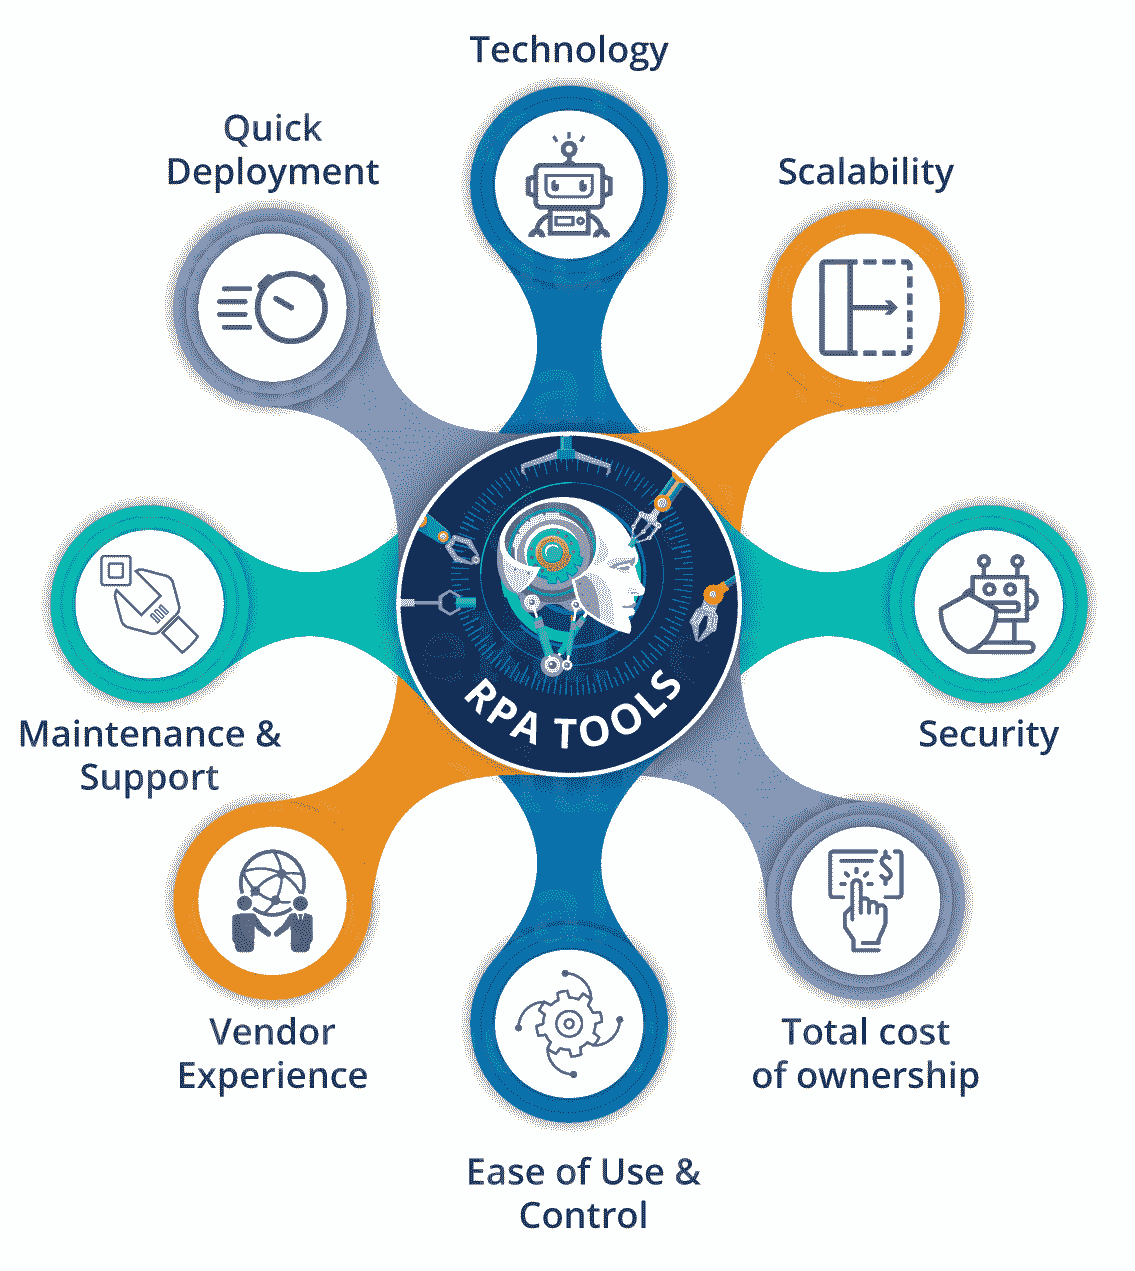 Technology
Quick
Deployment
Scalability
RPA TOOLS
Maintenance &
Support
Security
$
Vendor
Experience
Total cost
of ownership
Ease of Use &
Control